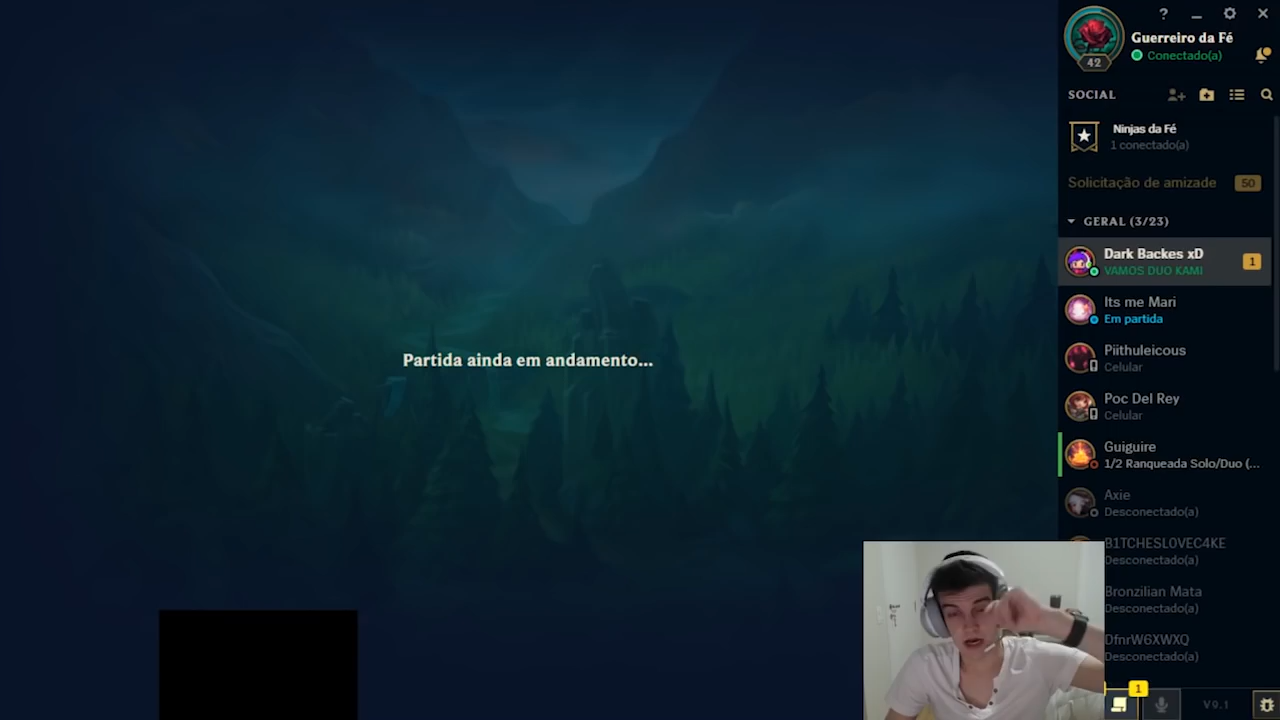 ?
Guerreiro da Fé
Conectado(a)
42
SOCIAL
Ninjas da Fé
1 conectado(a)
Solicitação de amizade
50
GERAL (3/23)
Dark Backes xD
VAMOS DUO KAMI
1
Its me Mari
Em partida
Partida ainda em andamento...
Piithuleicous
Celular
Poc Del Rey
Celular
Guiguire
1/2 Ranqueada Solo/Duo (...
Axie
Desconectado(a)
B1TCHESL0VEC4KE
Desconectado(a)
Bronzilian Mata
Desconectado(a)
DfnrW6XWXQ
Desconectado(a)
1
V9.1